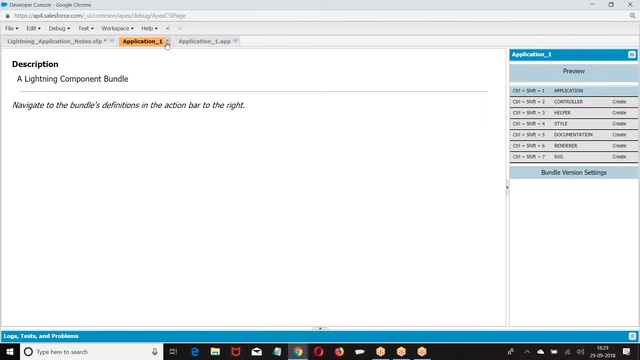 Developer Console - Google Chrome
https://ap4.salesforce.com/_ui/common/apex/debug/ApexCSIPage
File Edit Debug Test Workspace Help < >
Lightning_Application_Notes.vfp * Application_1 Application_1.app
Description
A Lightning Component Bundle
Navigate to the bundle's definitions in the action bar to the right.
Application_1
Preview
Ctrl + Shift + 1 APPLICATION
Ctrl + Shift + 2 CONTROLLER Create
Ctrl + Shift + 3 HELPER Create
Ctrl + Shift + 4 STYLE Create
Ctrl + Shift + 5 DOCUMENTATION Create
Ctrl + Shift + 6 RENDERER Create
Ctrl + Shift + 7 SVG Create
Bundle Version Settings
Logs, Tests, and Problems
Type here to search
18:29
29-09-2018